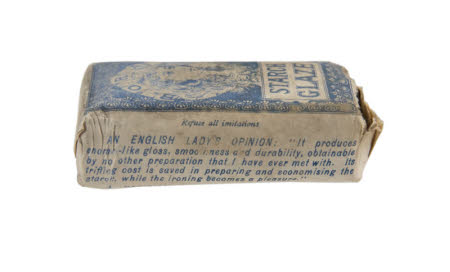 STARCH
GLAZE
Refuse all imitations
AN ENGLISH LADY'S OPINION: "It produces
enamel-like gloss, smoothness and durability, obtainable
by no other preparation that I have ever met with. Its
trifling cost is saved in preparing and economising the
starch, while the ironing becomes a pleasure."